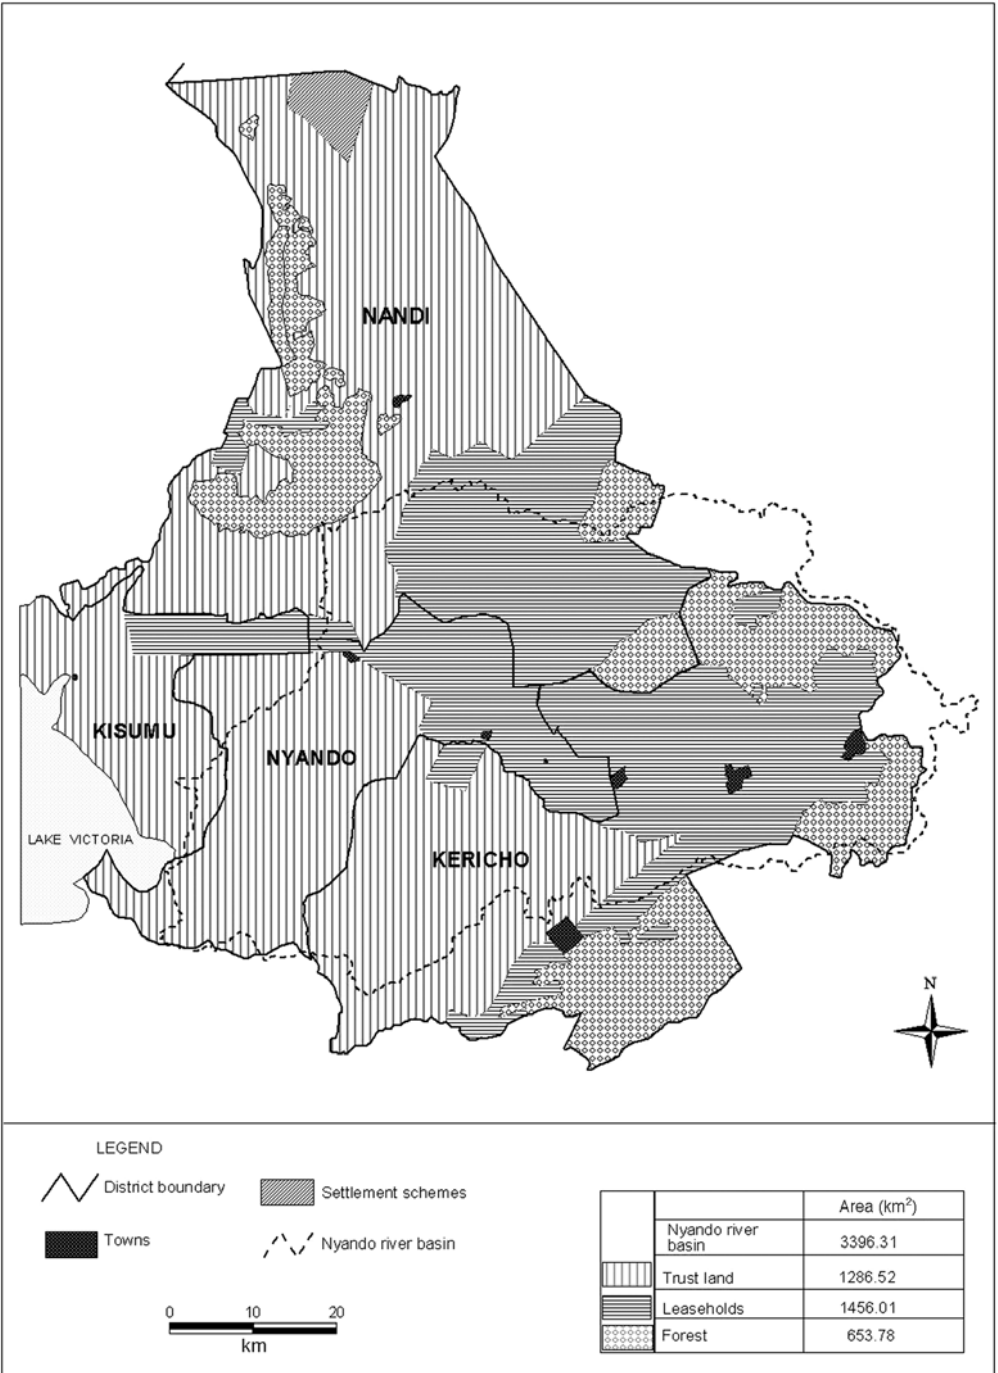 NANDI
KISUMU
NYANDO
LAKE VICTORIA
KERICHO
N
LEGEND
District boundary
Settlement schemes
Towns
Nyando river basin
0 10 20
km
Area (km²)
Nyando river
basin 3396.31
Trust land 1286.52
Leaseholds 1456.01
Forest 653.78